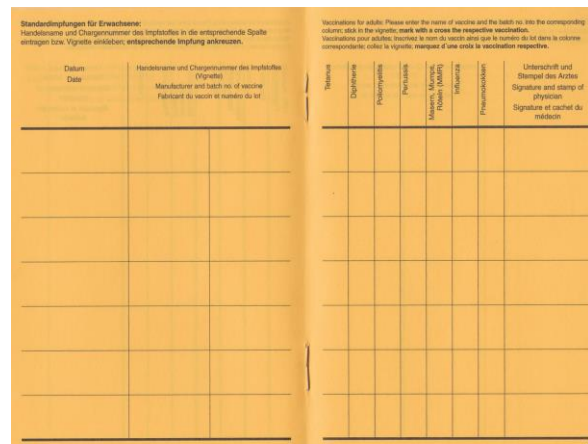 Standardimpfungen für Erwachsene:
Handelsname und Chargennummer des Impfstoffes in die entsprechende Spalte
eintragen bzw. Vignette einkleben; entsprechende Impfung ankreuzen.
Datum
Date
Handelsname und Chargennummer des Impfstoffes
(Vignette)
Manufacturer and batch no. of vaccine
Fabricant du vaccin et numéro du lot
Vaccinations for adults: Please enter the name of vaccine and the batch no. into the corresponding
column; stick in the vignette; mark with a cross the respective vaccination.
Vaccinations pour adultes: Inscrivez le nom du vaccin ainsi que le numéro du lot dans la colonne
correspondante; collez la vignette; marquez d'une croix la vaccination respective.
Tetanus
Diphtherie
Poliomyelitis
Pertussis
Masern, Mumps,
Röteln (MMR)
Influenza
Pneumokokken
Unterschrift und
Stempel des Arztes
Signature and stamp of
physician
Signature et cachet du
médecin